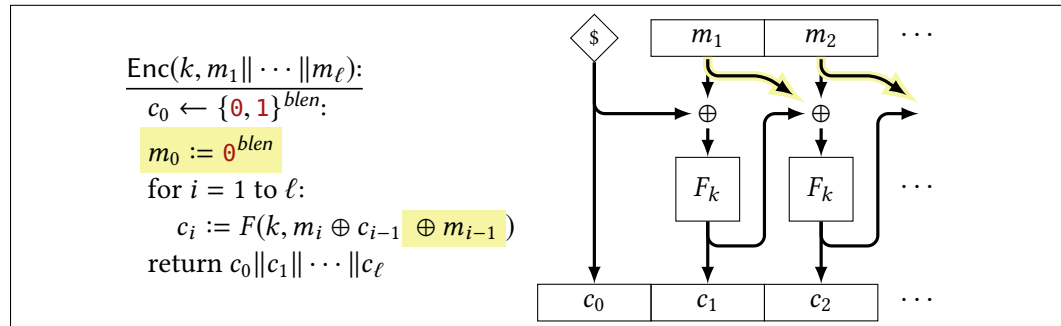 Enc(k, m₁‖ · · · ‖m_ℓ):
c₀ ← {0, 1}^blen:
m₀ := 0^blen
for i = 1 to ℓ:
c_i := F(k, m_i ⊕ c_{i−1} ⊕ m_{i−1})
return c₀‖c₁‖ · · · ‖c_ℓ
$ m₁ m₂ · · ·
⊕ ⊕
F_k F_k · · ·
c₀ c₁ c₂ · · ·